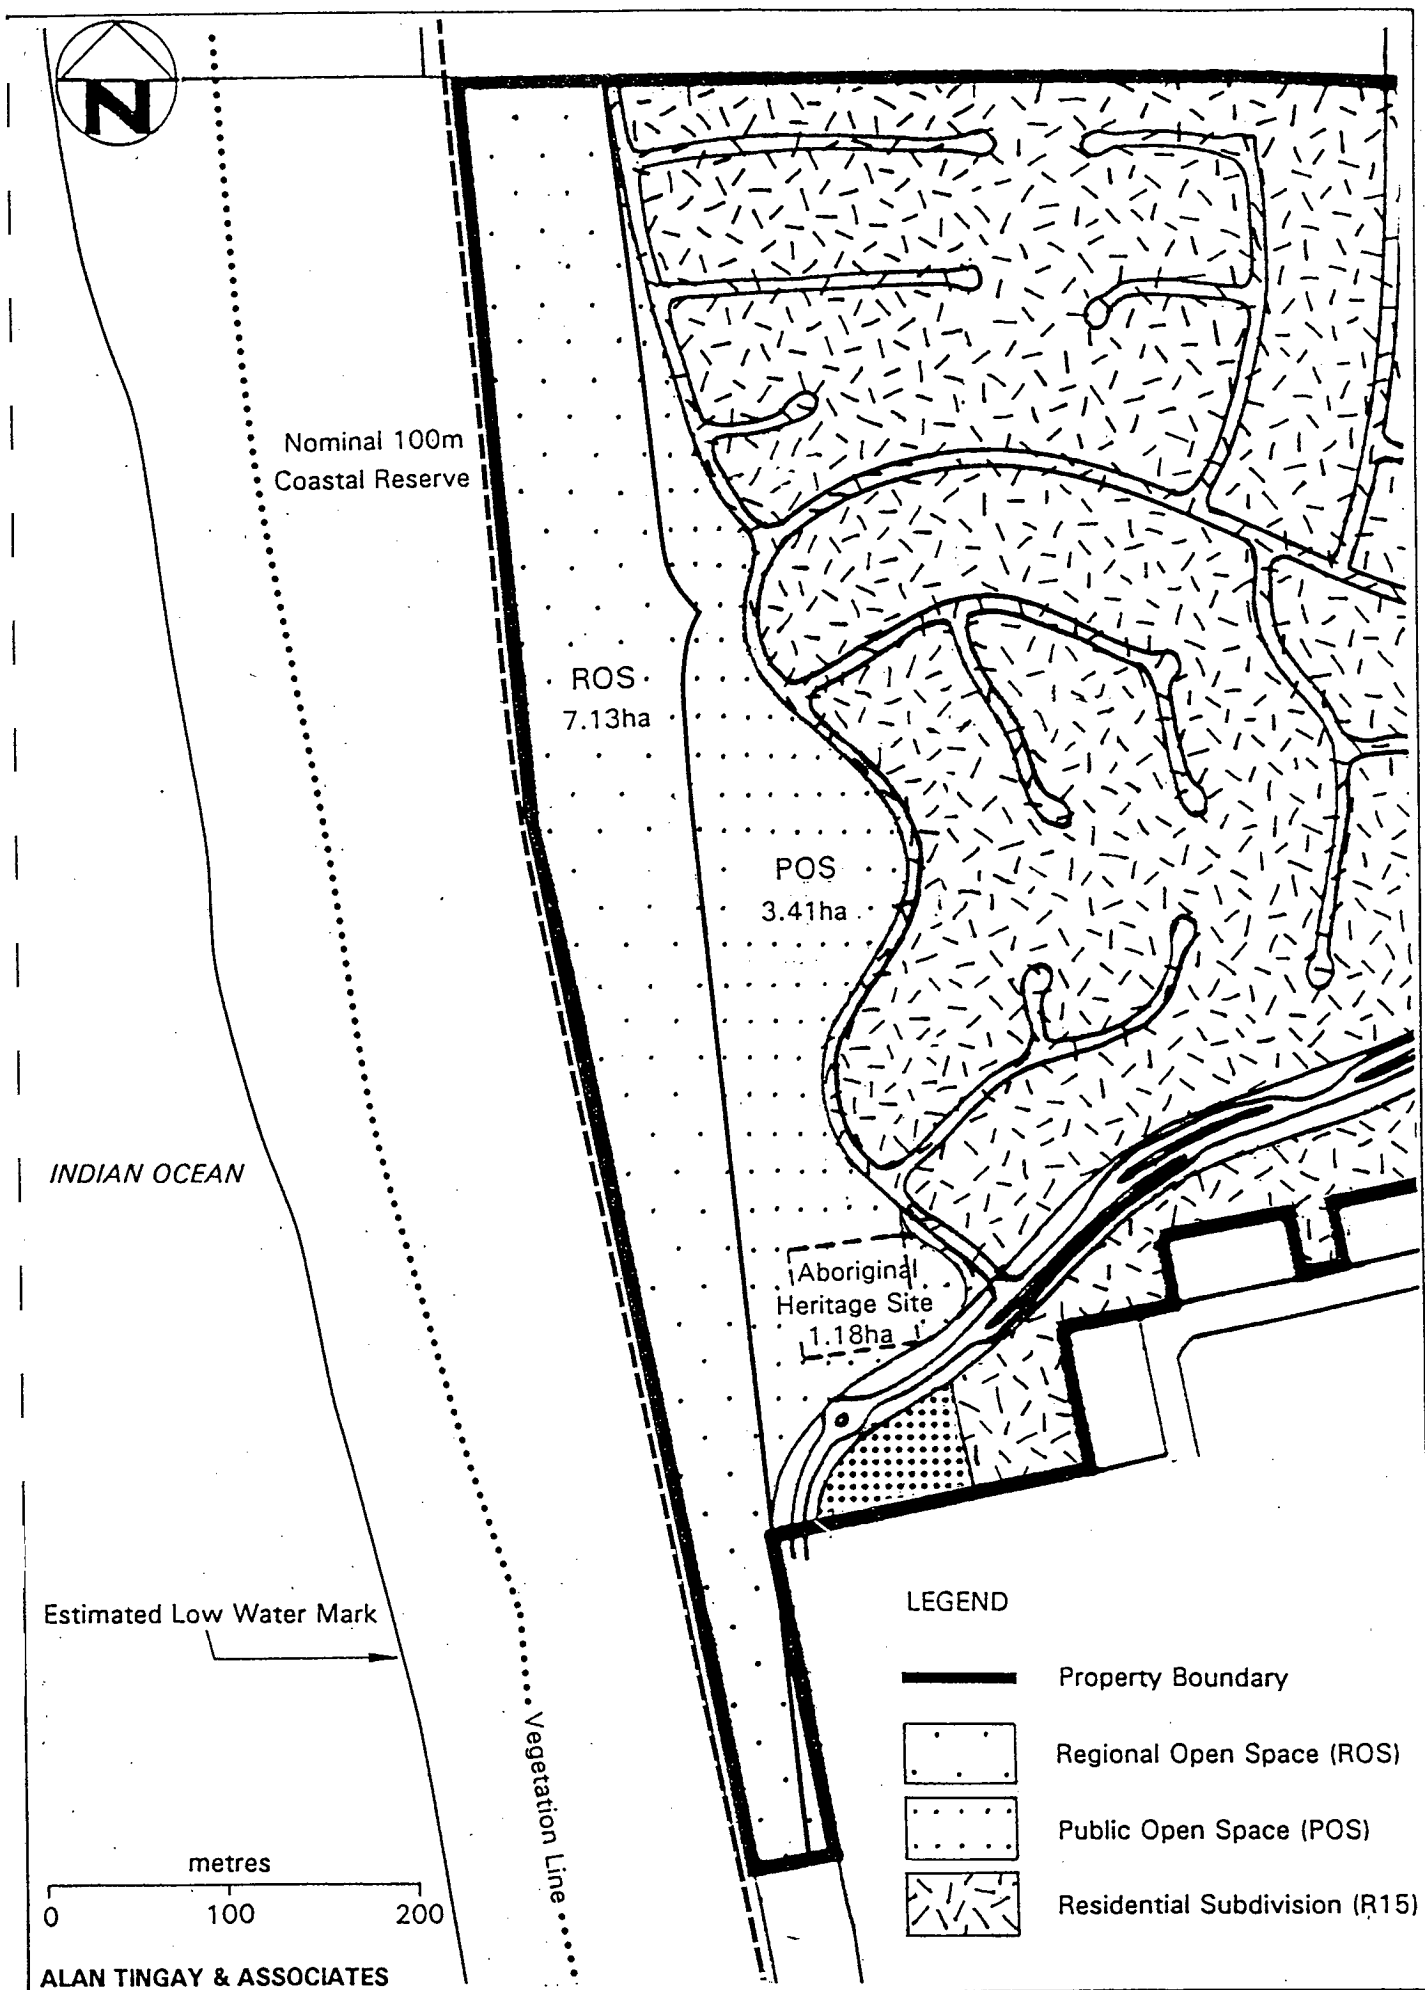 N
Nominal 100m
Coastal Reserve
ROS
7.13ha
POS
3.41ha
INDIAN OCEAN
Aboriginal
Heritage Site
1.18ha
Estimated Low Water Mark
Vegetation Line
LEGEND
Property Boundary
Regional Open Space (ROS)
Public Open Space (POS)
Residential Subdivision (R15)
metres
0 100 200
ALAN TINGAY & ASSOCIATES